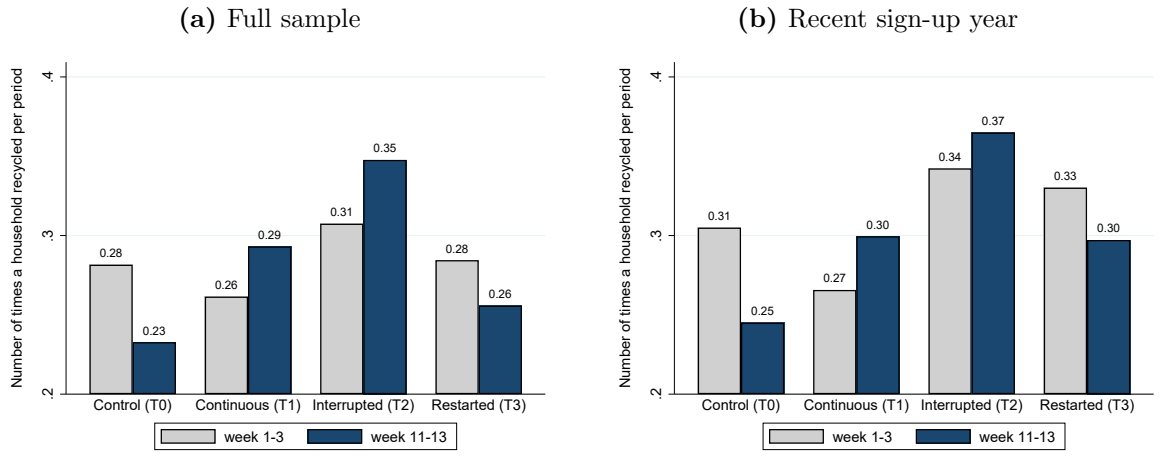 (a) Full sample
Number of times a household recycled per period
.4
.3
.2
0.28
0.23
0.26
0.29
0.31
0.35
0.28
0.26
Control (T0) Continuous (T1) Interrupted (T2) Restarted (T3)
week 1-3 week 11-13
(b) Recent sign-up year
Number of times a household recycled per period
.4
.3
.2
0.31
0.25
0.27
0.30
0.34
0.37
0.33
0.30
Control (T0) Continuous (T1) Interrupted (T2) Restarted (T3)
week 1-3 week 11-13